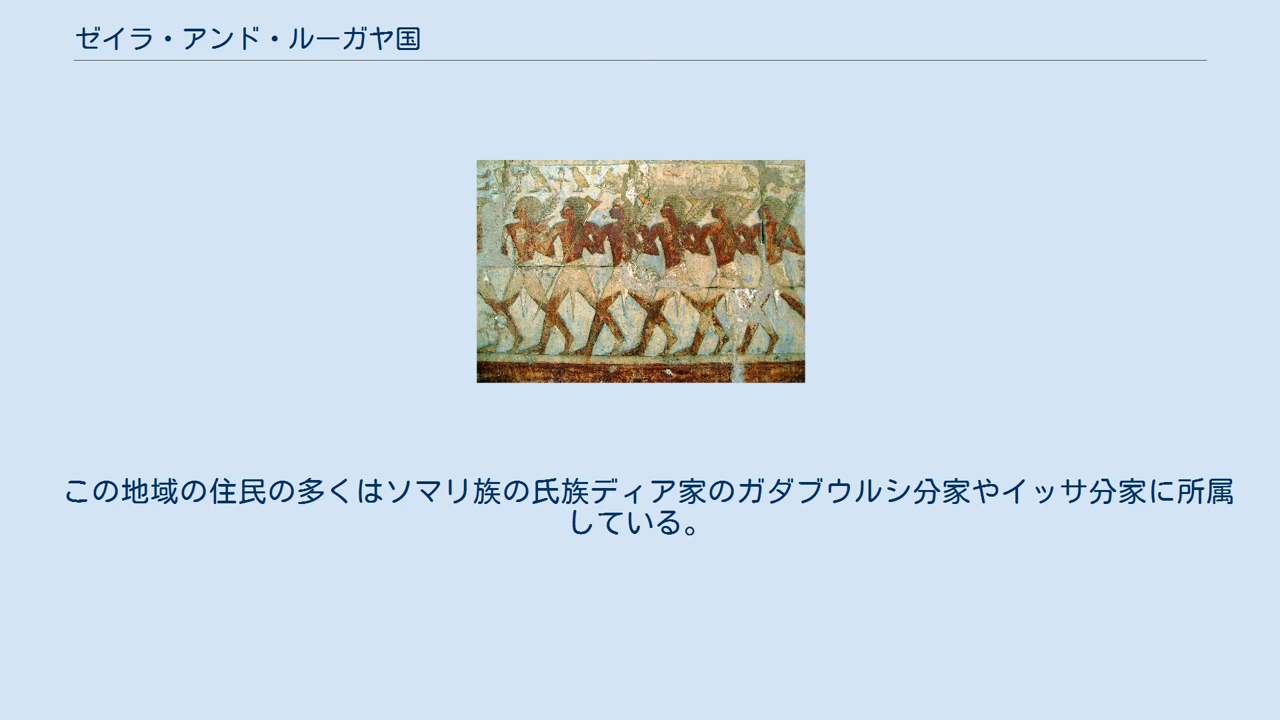 ゼイラ・アンド・ルーガヤ国
この地域の住民の多くはソマリ族の氏族ディア家のガダブウルシ分家やイッサ分家に所属
している。